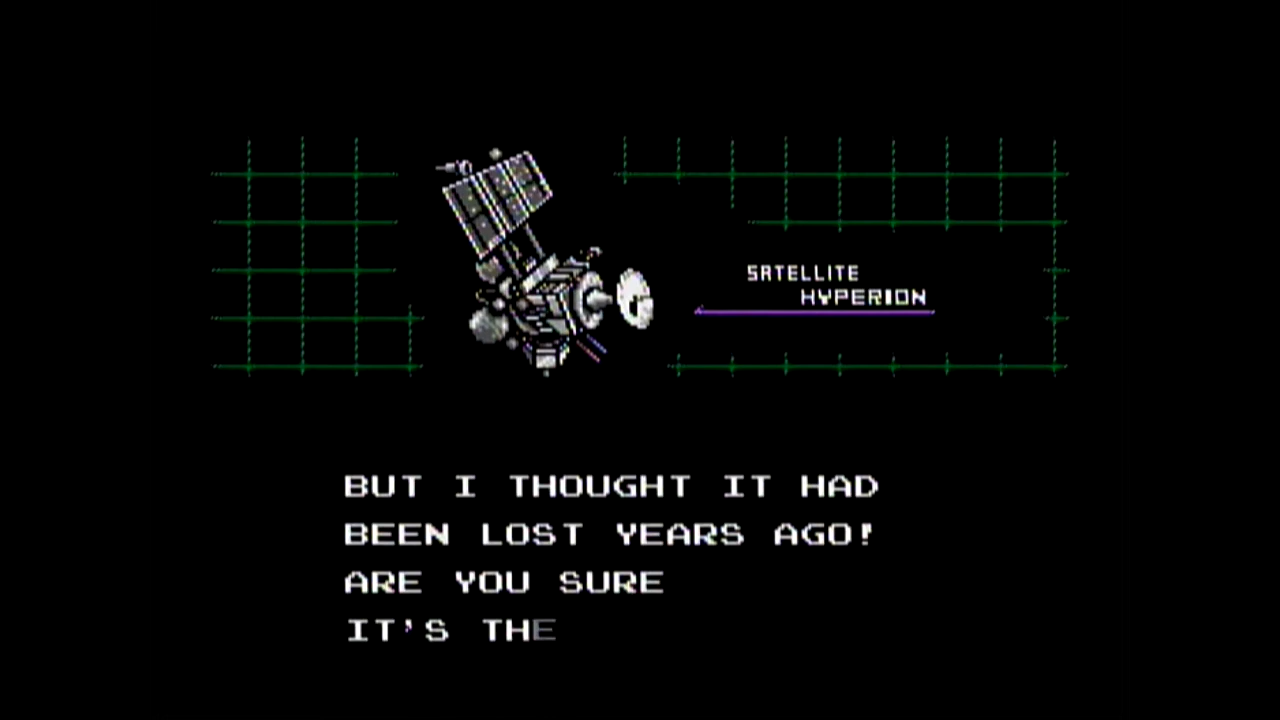 SATELLITE
HYPERION
BUT I THOUGHT IT HAD
BEEN LOST YEARS AGO!
ARE YOU SURE
IT'S THE